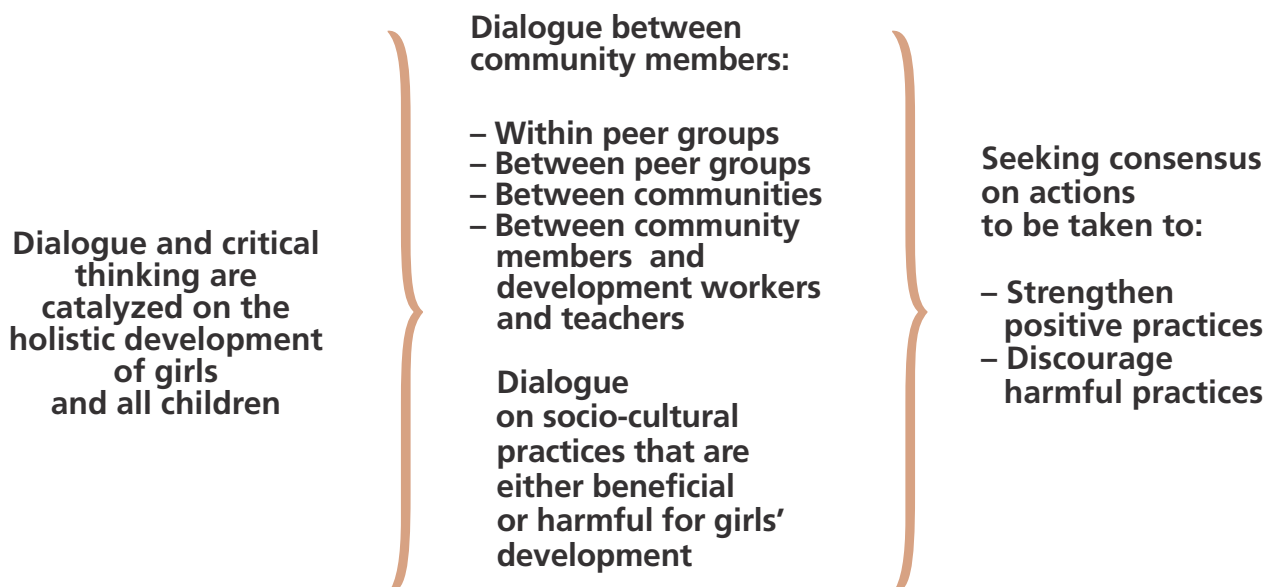 Dialogue and critical
thinking are
catalyzed on the
holistic development
of girls
and all children
Dialogue between
community members:
– Within peer groups
– Between peer groups
– Between communities
– Between community
members and
development workers
and teachers
Dialogue
on socio-cultural
practices that are
either beneficial
or harmful for girls’
development
Seeking consensus
on actions
to be taken to:
– Strengthen
positive practices
– Discourage
harmful practices